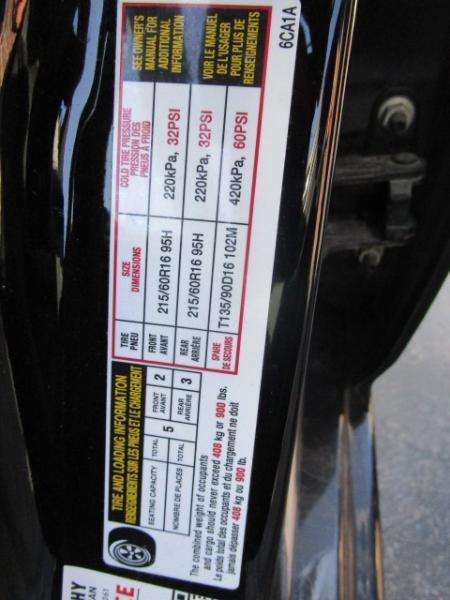 TIRE AND LOADING INFORMATION
RENSEIGNEMENTS SUR LES PNEUS ET LE CHARGEMENT
SEATING CAPACITY TOTAL 5 FRONT AVANT 2 REAR ARRIÈRE 3
NOMBRE DE PLACES TOTAL
The combined weight of occupants
and cargo should never exceed 408 kg or 900 lbs.
Le poids total des occupants et du chargement ne doit
jamais dépasser 408 kg ou 900 lb.
TIRE PNEU
SIZE DIMENSIONS
COLD TIRE PRESSURE
PRESSION DES
PNEUS À FROID
FRONT AVANT 215/60R16 95H 220kPa, 32PSI
REAR ARRIÈRE 215/60R16 95H 220kPa, 32PSI
SPARE DE SECOURS T135/90D16 102M 420kPa, 60PSI
SEE OWNER'S
MANUAL FOR
ADDITIONAL
INFORMATION
VOIR LE MANUEL
DE L'USAGER
POUR PLUS DE
RENSEIGNEMENTS
6CA1A